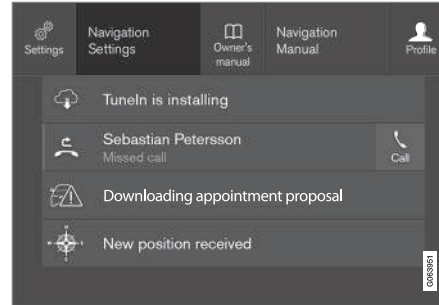 Settings
Navigation
Settings
Owner's
manual
Navigation
Manual
Profile
TuneIn is installing
Sebastian Petersson
Missed call
Call
Downloading appointment proposal
New position received
G063951